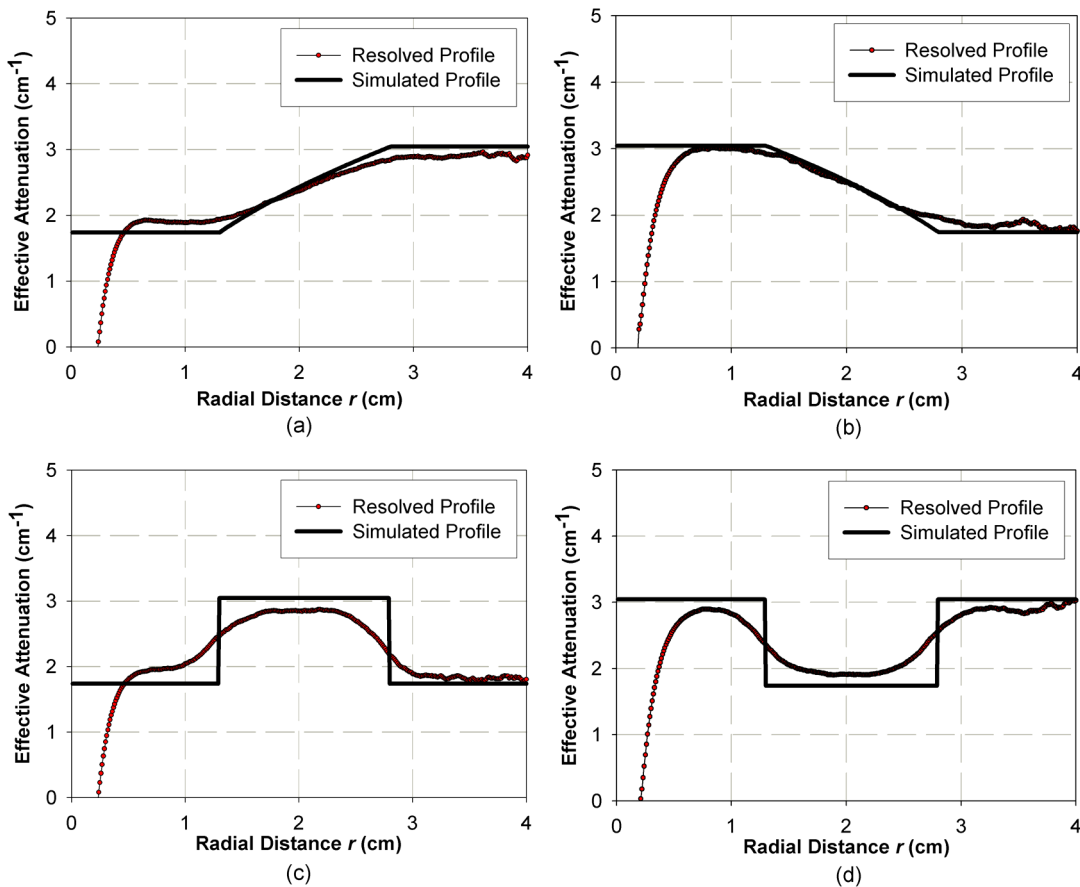 5
4
3
2
1
0
Effective Attenuation (cm-1)
Resolved Profile
Simulated Profile
0 1 2 3 4
Radial Distance r (cm)
(a)
5
4
3
2
1
0
Effective Attenuation (cm-1)
Resolved Profile
Simulated Profile
0 1 2 3 4
Radial Distance r (cm)
(b)
5
4
3
2
1
0
Effective Attenuation (cm-1)
Resolved Profile
Simulated Profile
0 1 2 3 4
Radial Distance r (cm)
(c)
5
4
3
2
1
0
Effective Attenuation (cm-1)
Resolved Profile
Simulated Profile
0 1 2 3 4
Radial Distance r (cm)
(d)